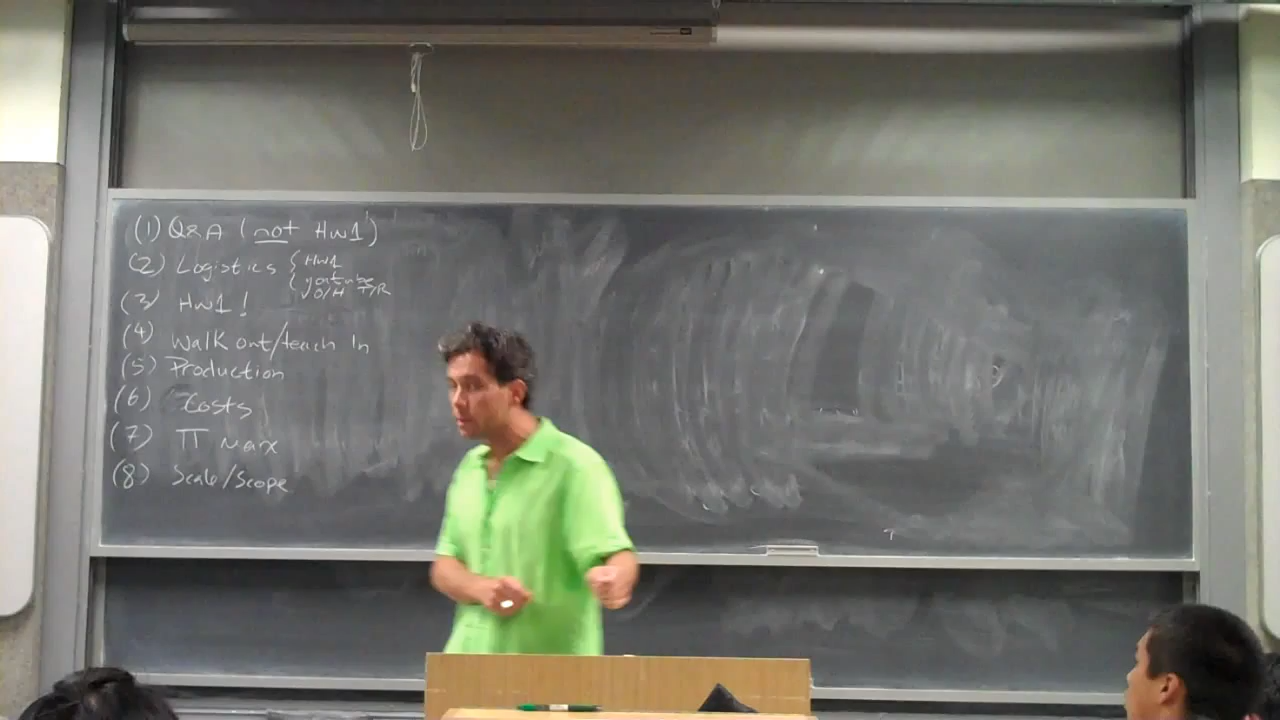 (1) Q&A (not HW1)
(2) Logistics { HW1
{ youtube
O/H T/R
(3) HW1!
(4) Walk out/teach In
(5) Production
(6) Costs
(7) Π max
(8) Scale/Scope